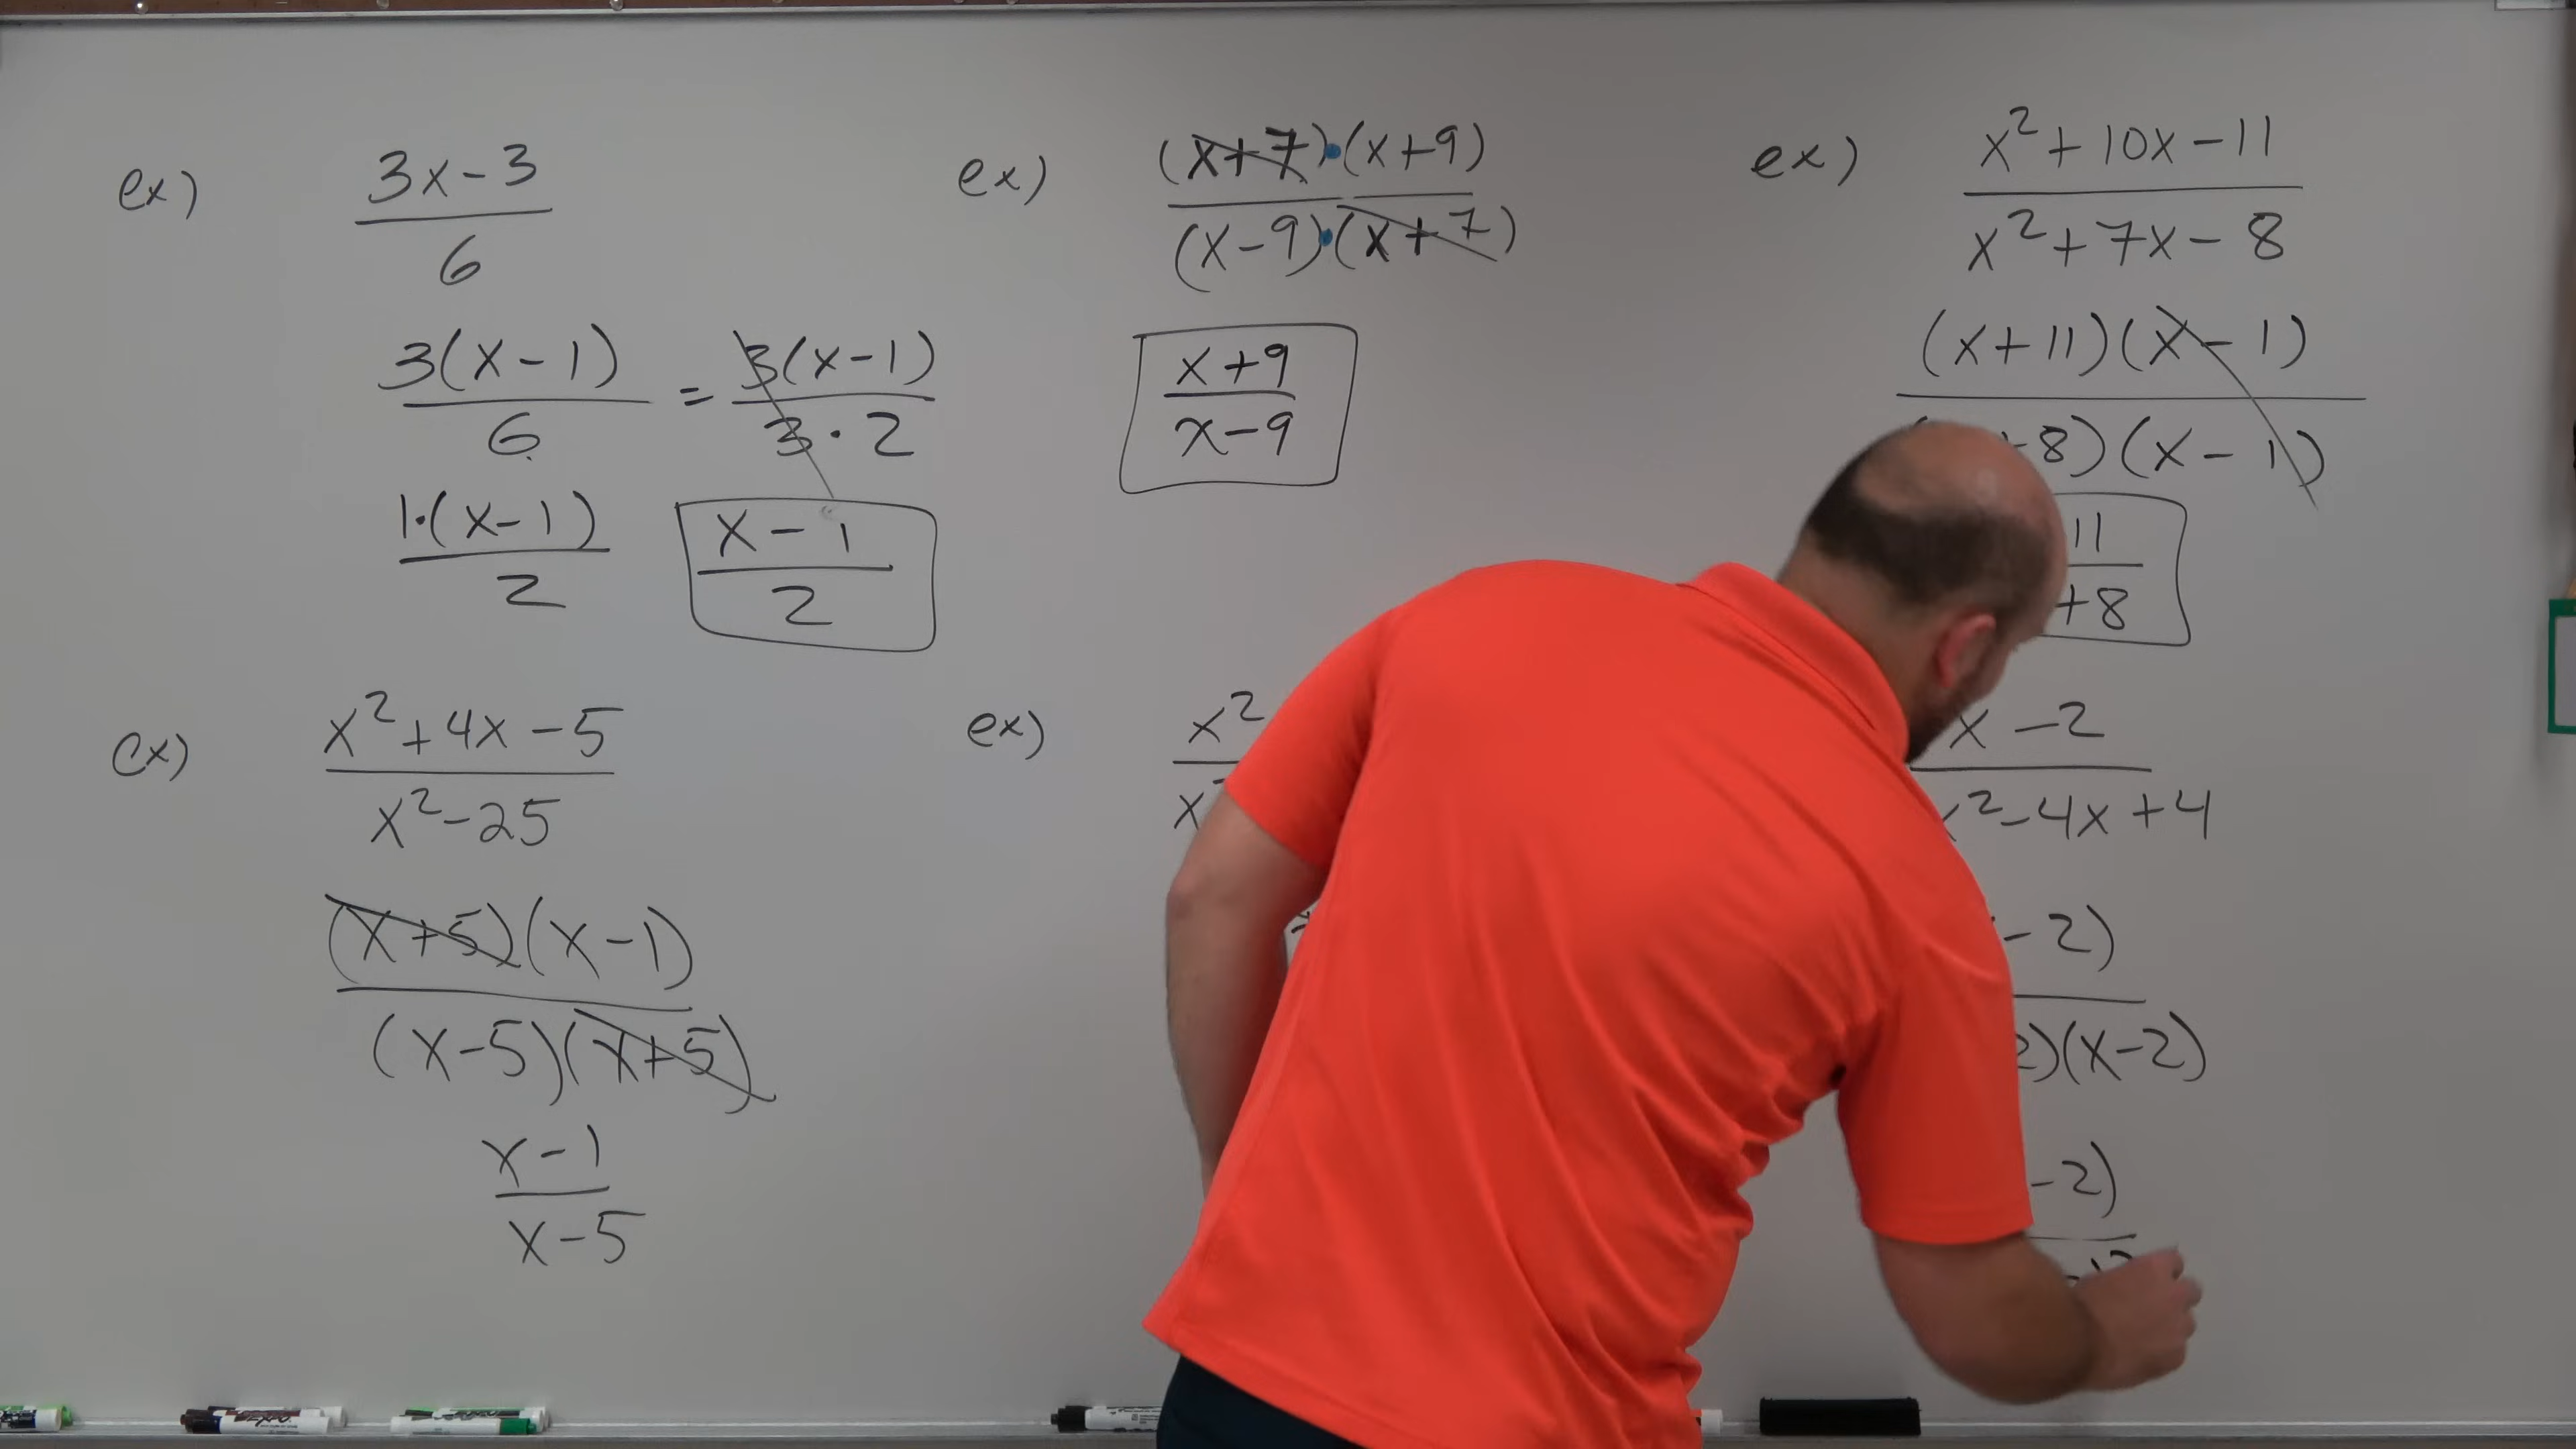 ex)
3x-3
6
3(x-1)
6
=
3(x-1)
3·2
1·(x-1)
2
x-1
2
ex)
(x+7)·(x+9)
(x-9)·(x+7)
x+9
x-9
ex)
x²+10x-11
x²+7x-8
(x+11)(x-1)
8)(x-1)
11
+8
ex)
x²+4x-5
x²-25
(x+5)(x-1)
(x-5)(x+5)
x-1
x-5
ex)
x²
x
x-2
x²-4x+4
-2)
2)(x-2)
-2)